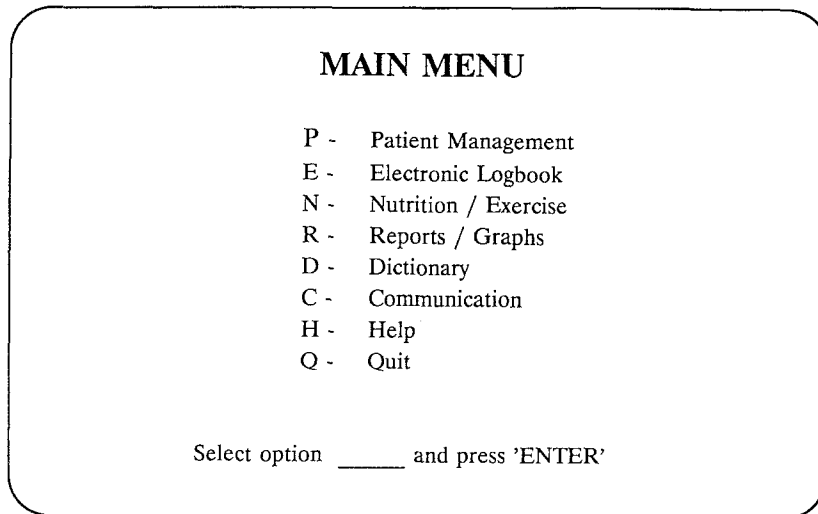 MAIN MENU
P - Patient Management
E - Electronic Logbook
N - Nutrition / Exercise
R - Reports / Graphs
D - Dictionary
C - Communication
H - Help
Q - Quit
Select option _____ and press 'ENTER'